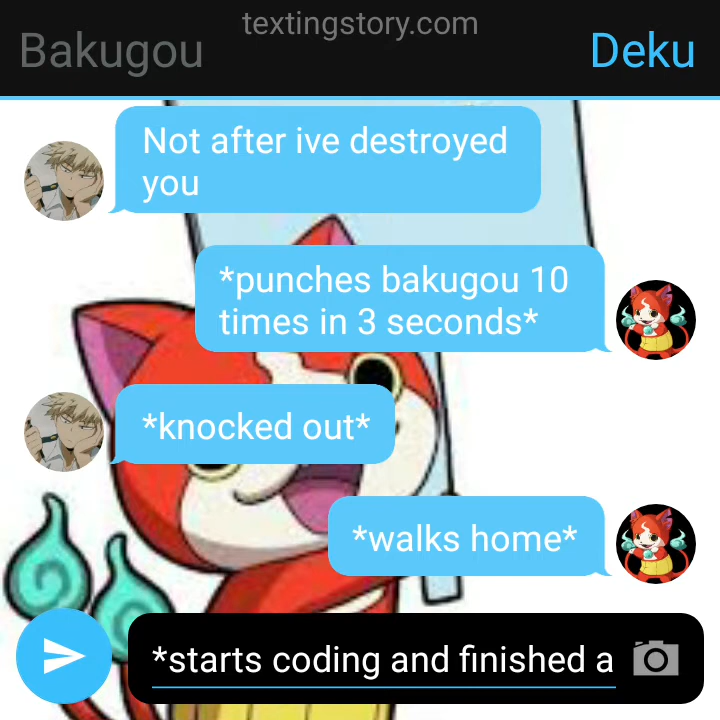 textingstory.com
Bakugou
Deku
Not after ive destroyed
you
*punches bakugou 10
times in 3 seconds*
*knocked out*
*walks home*
*starts coding and finished a